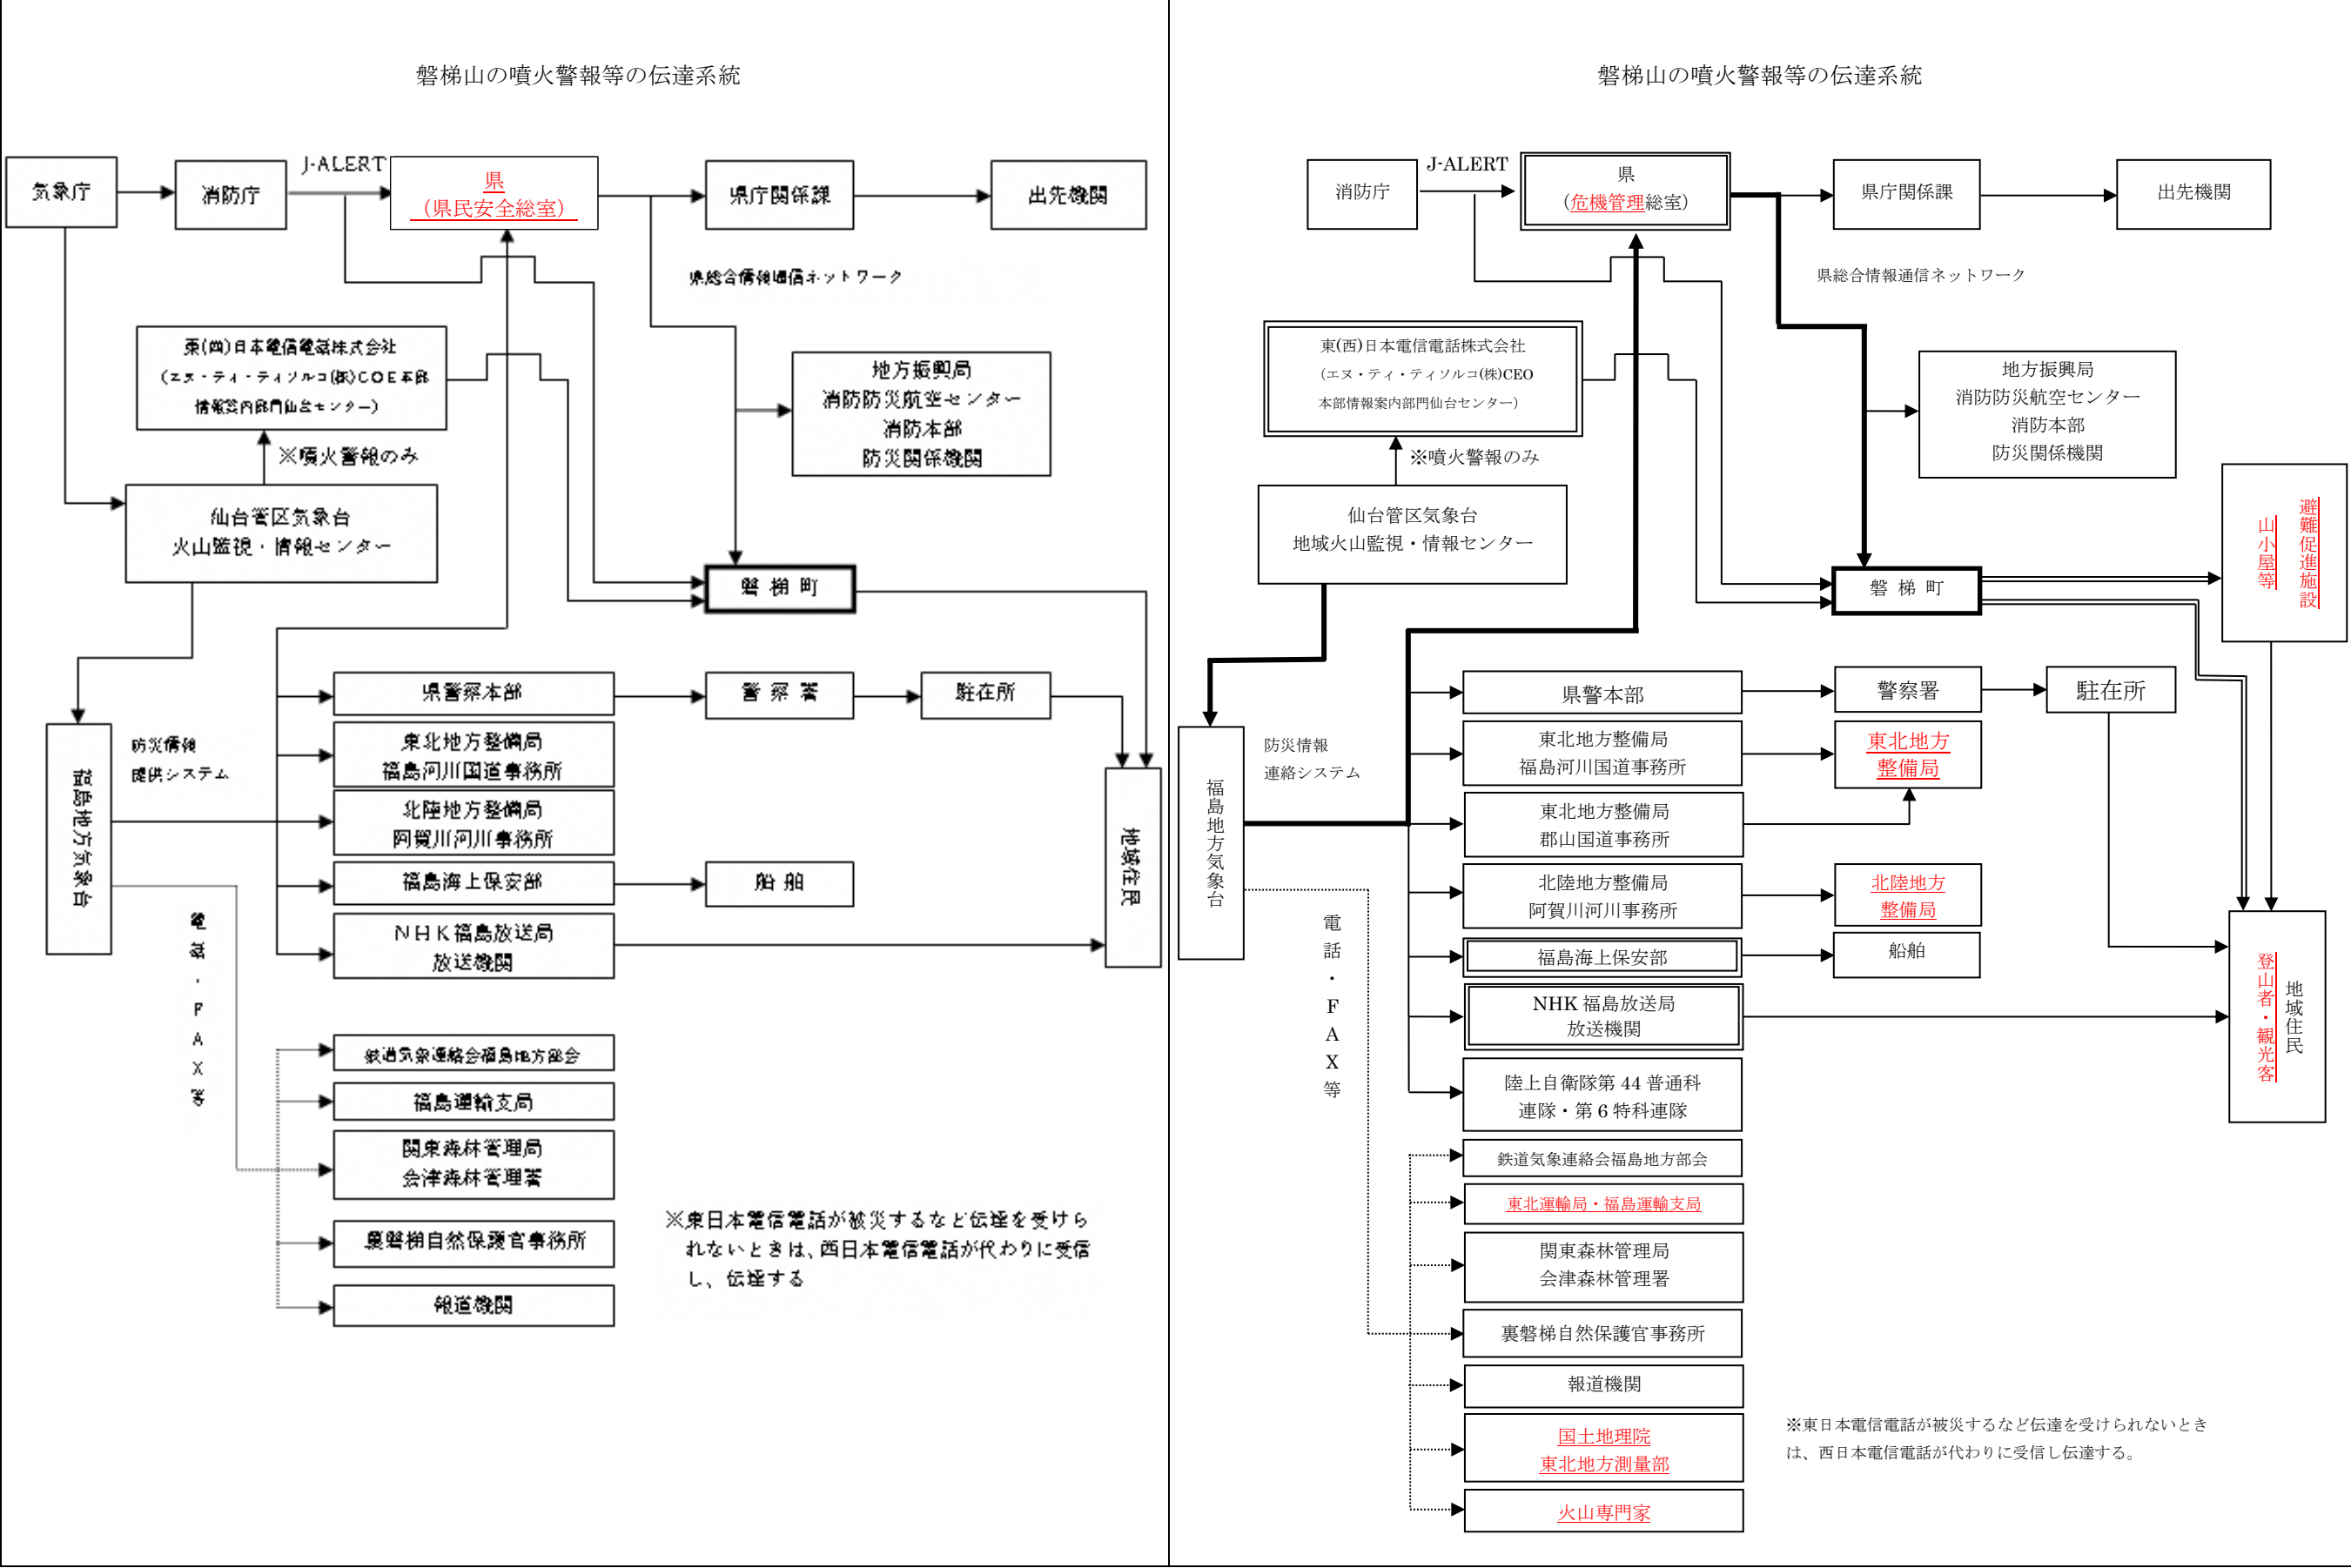 磐梯山の噴火警報等の伝達系統
気象庁
消防庁
J-ALERT
県
（県民安全総室）
県庁関係課
出先機関
県総合情報通信ネットワーク
東(西)日本電信電話株式会社
(エヌ・ティ・ティソルコ(株)COE本部
情報案内部門仙台センター)
※噴火警報のみ
地方振興局
消防防災航空センター
消防本部
防災関係機関
仙台管区気象台
火山監視・情報センター
磐 梯 町
県警察本部
警 察 署
駐在所
東北地方整備局
福島河川国道事務所
防災情報
提供システム
福島地方気象台
北陸地方整備局
阿賀川河川事務所
福島海上保安部
船 舶
地域住民
NHK福島放送局
放送機関
電話・FAX等
鉄道気象連絡会福島地方部会
福島運輸支局
関東森林管理局
会津森林管理署
裏磐梯自然保護官事務所
報道機関
※東日本電信電話が被災するなど伝達を受けら
れないときは、西日本電信電話が代わりに受信
し、伝達する
磐梯山の噴火警報等の伝達系統
消防庁
J-ALERT
県
（危機管理総室）
県庁関係課
出先機関
県総合情報通信ネットワーク
東(西)日本電信電話株式会社
（エヌ・ティ・ティソルコ(株)CEO
本部情報案内部門仙台センター）
※噴火警報のみ
地方振興局
消防防災航空センター
消防本部
防災関係機関
仙台管区気象台
地域火山監視・情報センター
避難促進施設
山小屋等
磐 梯 町
県警本部
警察署
駐在所
東北地方整備局
福島河川国道事務所
東北地方
整備局
防災情報
連絡システム
福島地方気象台
東北地方整備局
郡山国道事務所
北陸地方整備局
阿賀川河川事務所
北陸地方
整備局
福島海上保安部
船舶
NHK 福島放送局
放送機関
地域住民
登山者・観光客
電話・FAX等
陸上自衛隊第 44 普通科
連隊・第 6 特科連隊
鉄道気象連絡会福島地方部会
東北運輸局・福島運輸支局
関東森林管理局
会津森林管理署
裏磐梯自然保護官事務所
報道機関
国土地理院
東北地方測量部
火山専門家
※東日本電信電話が被災するなど伝達を受けられないとき
は、西日本電信電話が代わりに受信し伝達する。